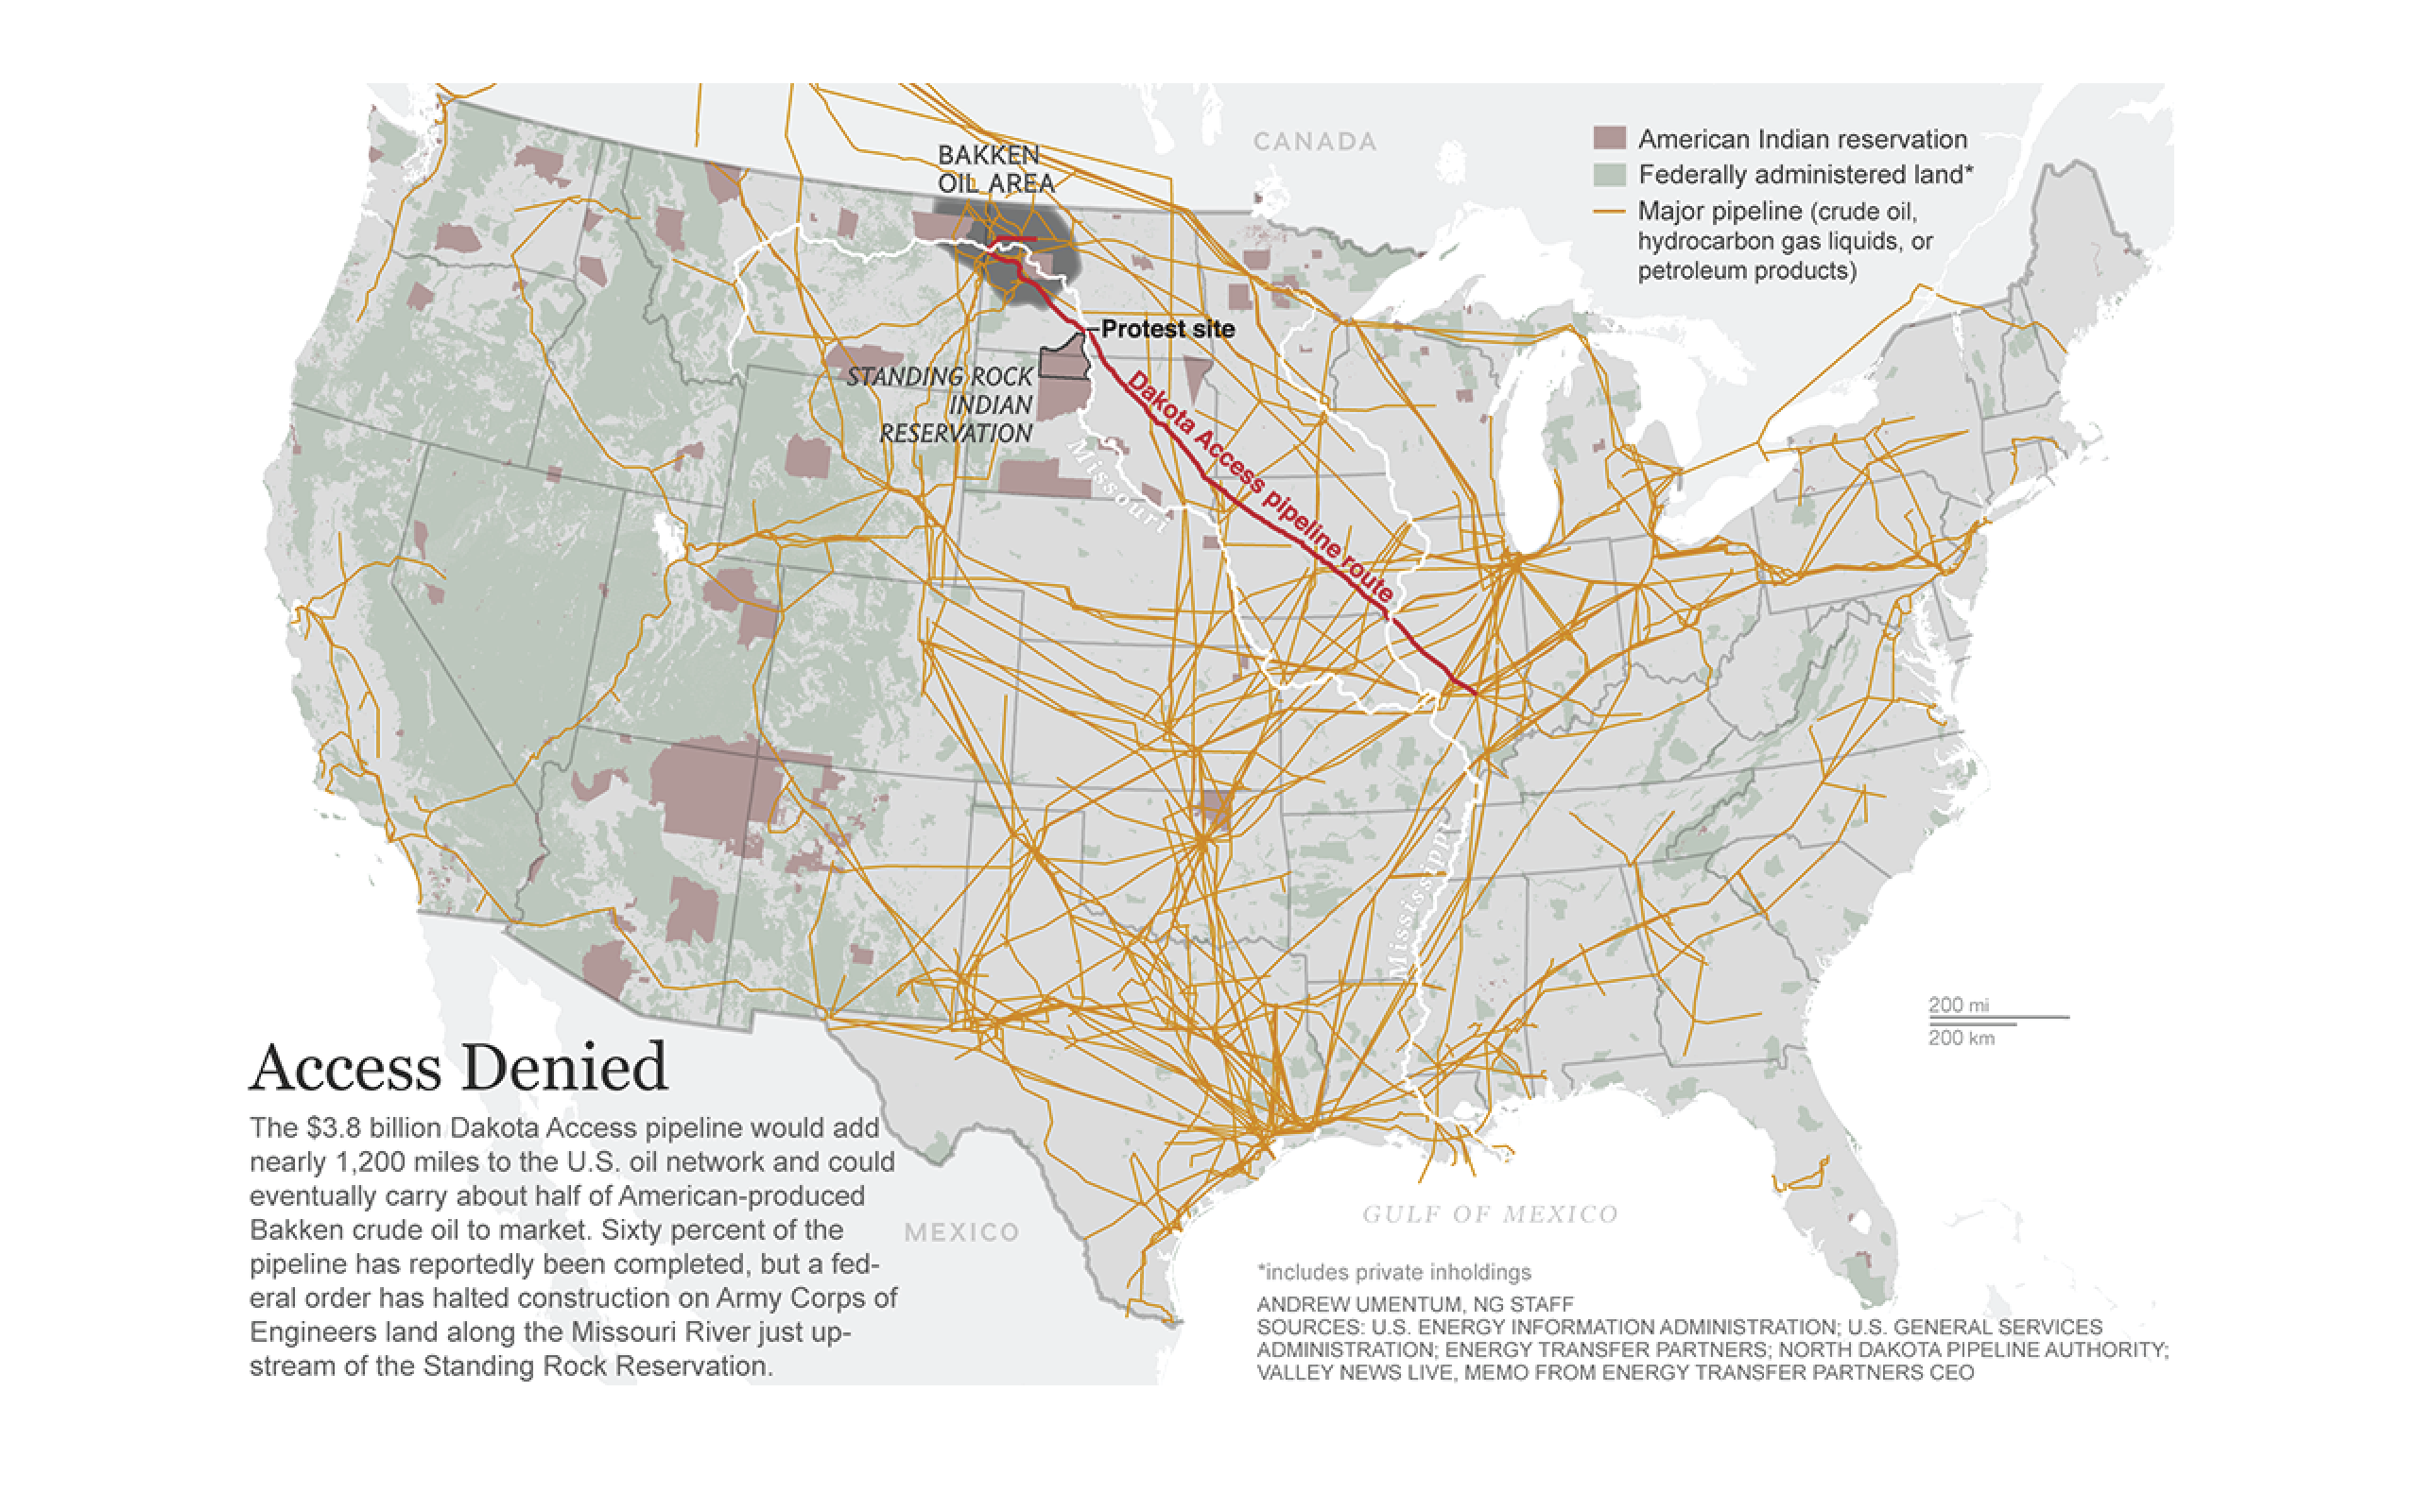 CANADA
BAKKEN
OIL AREA
American Indian reservation
Federally administered land*
Major pipeline (crude oil,
hydrocarbon gas liquids, or
petroleum products)
Protest site
STANDING ROCK
INDIAN
RESERVATION
Dakota Access pipeline route
Missouri
Mississippi
200 mi
200 km
Access Denied
The $3.8 billion Dakota Access pipeline would add
nearly 1,200 miles to the U.S. oil network and could
eventually carry about half of American-produced
Bakken crude oil to market. Sixty percent of the
pipeline has reportedly been completed, but a fed-
eral order has halted construction on Army Corps of
Engineers land along the Missouri River just up-
stream of the Standing Rock Reservation.
MEXICO
GULF OF MEXICO
*includes private inholdings
ANDREW UMENTUM, NG STAFF
SOURCES: U.S. ENERGY INFORMATION ADMINISTRATION; U.S. GENERAL SERVICES
ADMINISTRATION; ENERGY TRANSFER PARTNERS; NORTH DAKOTA PIPELINE AUTHORITY;
VALLEY NEWS LIVE, MEMO FROM ENERGY TRANSFER PARTNERS CEO